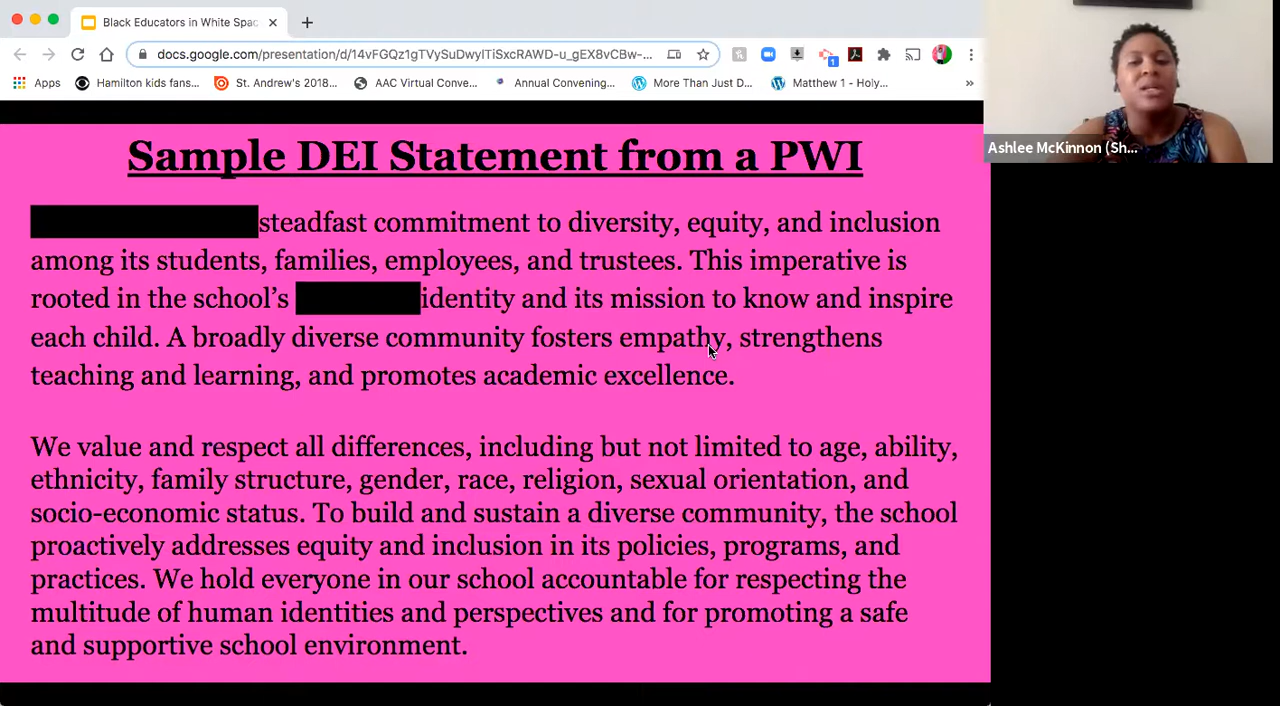 Black Educators in White Spac
docs.google.com/presentation/d/14vFGQz1gTVySuDwylTiSxcRAWD-u_gEX8vCBw-...
1
Apps Hamilton kids fans... St. Andrew's 2018... AAC Virtual Conve... Annual Convening... More Than Just D... Matthew 1 - Holy... »
Sample DEI Statement from a PWI
steadfast commitment to diversity, equity, and inclusion
among its students, families, employees, and trustees. This imperative is
rooted in the school's identity and its mission to know and inspire
each child. A broadly diverse community fosters empathy, strengthens
teaching and learning, and promotes academic excellence.
We value and respect all differences, including but not limited to age, ability,
ethnicity, family structure, gender, race, religion, sexual orientation, and
socio-economic status. To build and sustain a diverse community, the school
proactively addresses equity and inclusion in its policies, programs, and
practices. We hold everyone in our school accountable for respecting the
multitude of human identities and perspectives and for promoting a safe
and supportive school environment.
Ashlee McKinnon (Sh...